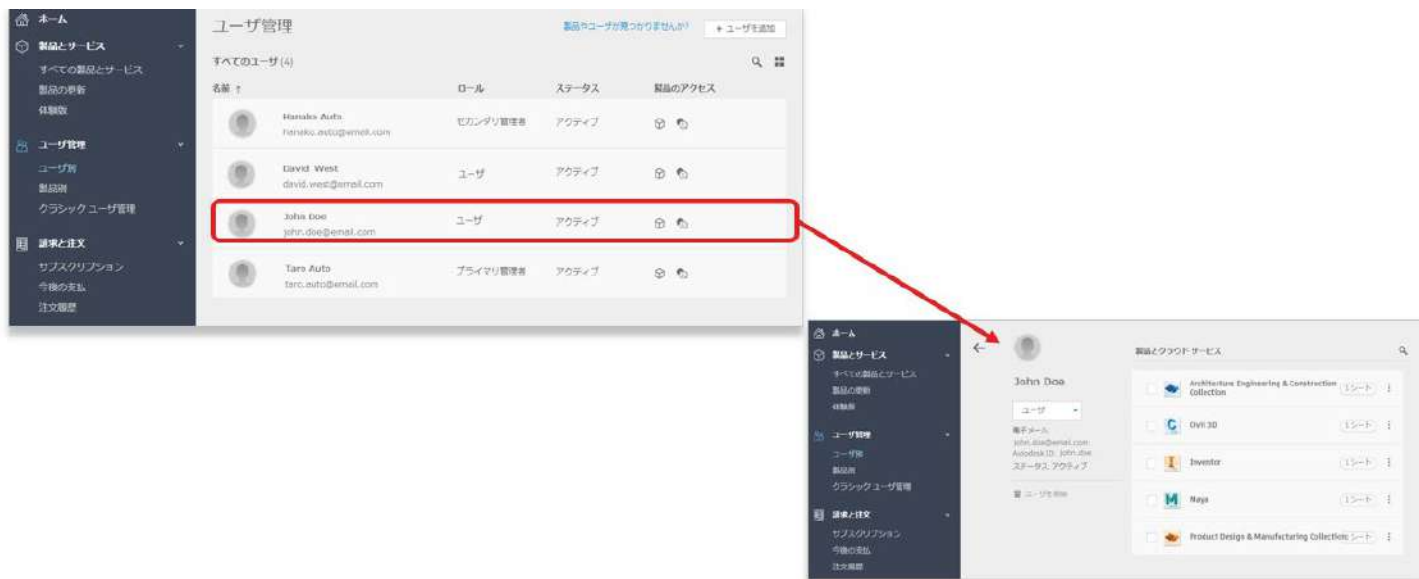 ホーム
製品とサービス
すべての製品とサービス
製品の更新
体験版
ユーザ管理
ユーザ別
製品別
クラシック ユーザ管理
請求と注文
サブスクリプション
今後の支払
注文履歴
ユーザ管理
製品やユーザが見つかりませんか?
+ ユーザを追加
すべてのユーザ (4)
名前 ↑ ロール ステータス 製品のアクセス
Hanako Auto
hanako.auto@email.com
セカンダリ管理者 アクティブ
David West
david.west@email.com
ユーザ アクティブ
John Doe
john.doe@email.com
ユーザ アクティブ
Taro Auto
taro.auto@email.com
プライマリ管理者 アクティブ
ホーム
製品とサービス
すべての製品とサービス
製品の更新
体験版
ユーザ管理
ユーザ別
製品別
クラシック ユーザ管理
請求と注文
サブスクリプション
今後の支払
注文履歴
←
John Doe
ユーザ
電子メール:
john.doe@email.com
Autodesk ID: john.doe
ステータス: アクティブ
ユーザを削除
製品とクラウド サービス
Architecture Engineering & Construction
Collection
1 シート
Civil 3D
1 シート
Inventor
1 シート
Maya
1 シート
Product Design & Manufacturing Collection
シート